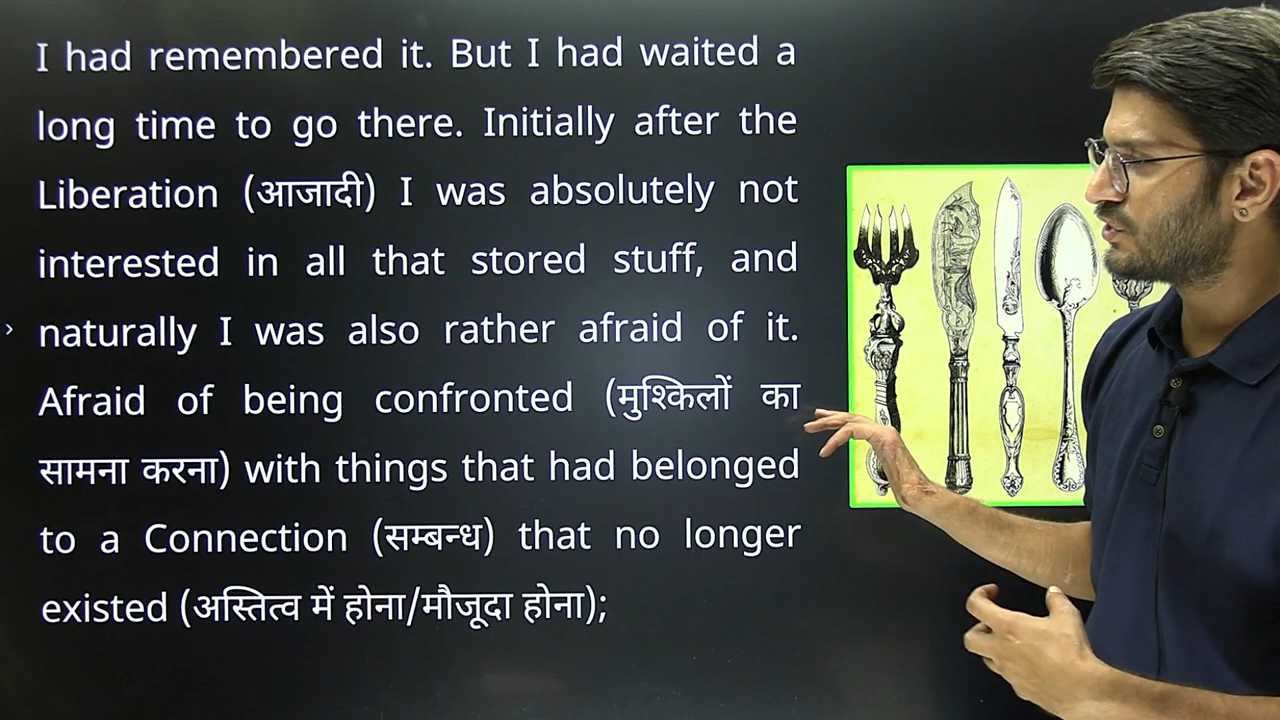 I had remembered it. But I had waited a
long time to go there. Initially after the
Liberation (आजादी) I was absolutely not
interested in all that stored stuff, and
naturally I was also rather afraid of it.
Afraid of being confronted (मुश्किलों का
सामना करना) with things that had belonged
to a Connection (सम्बन्ध) that no longer
existed (अस्तित्व में होना/मौजूदा होना);